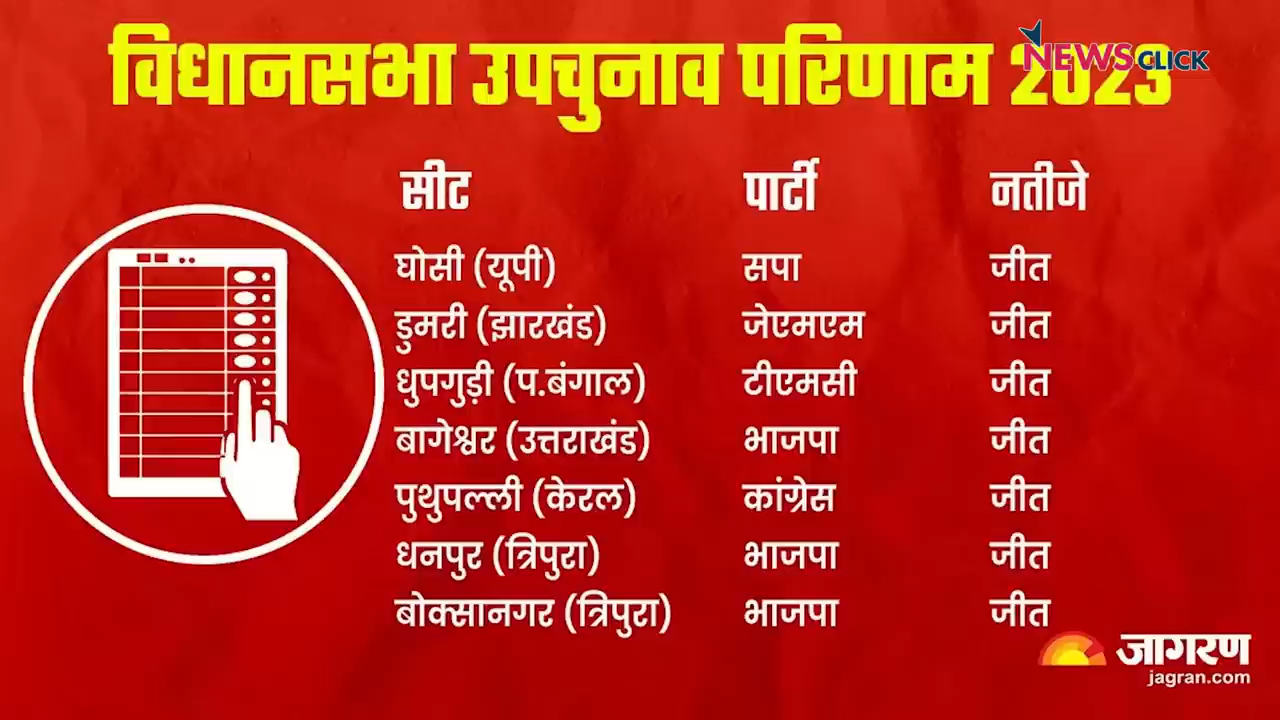 विधानसभा उपचुनाव परिणाम 2023
NEWSCLICK
सीट पार्टी नतीजे
घोसी (यूपी) सपा जीत
डुमरी (झारखंड) जेएमएम जीत
धुपगुड़ी (प.बंगाल) टीएमसी जीत
बागेश्वर (उत्तराखंड) भाजपा जीत
पुथुपल्ली (केरल) कांग्रेस जीत
धनपुर (त्रिपुरा) भाजपा जीत
बोक्सानगर (त्रिपुरा) भाजपा जीत
जागरण
jagran.com